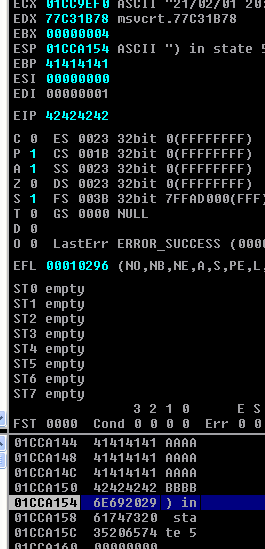 ECX 01CC9EF0 ASCII "21/02/01 20:
EDX 77C31B78 msvcrt.77C31B78
EBX 00000004
ESP 01CCA154 ASCII ") in state 5
EBP 41414141
ESI 00000000
EDI 00000001
EIP 42424242
C 0 ES 0023 32bit 0(FFFFFFFF)
P 1 CS 001B 32bit 0(FFFFFFFF)
A 1 SS 0023 32bit 0(FFFFFFFF)
Z 0 DS 0023 32bit 0(FFFFFFFF)
S 1 FS 003B 32bit 7FFAD000(FFF)
T 0 GS 0000 NULL
D 0
O 0 LastErr ERROR_SUCCESS (0000
EFL 00010296 (NO,NB,NE,A,S,PE,L,
ST0 empty
ST1 empty
ST2 empty
ST3 empty
ST4 empty
ST5 empty
ST6 empty
ST7 empty
3 2 1 0 E S
FST 0000 Cond 0 0 0 0 Err 0 0
01CCA144 41414141 AAAA
01CCA148 41414141 AAAA
01CCA14C 41414141 AAAA
01CCA150 42424242 BBBB
01CCA154 6E692029 ) in
01CCA158 61747320 sta
01CCA15C 35206574 te 5
01CCA160 00000000